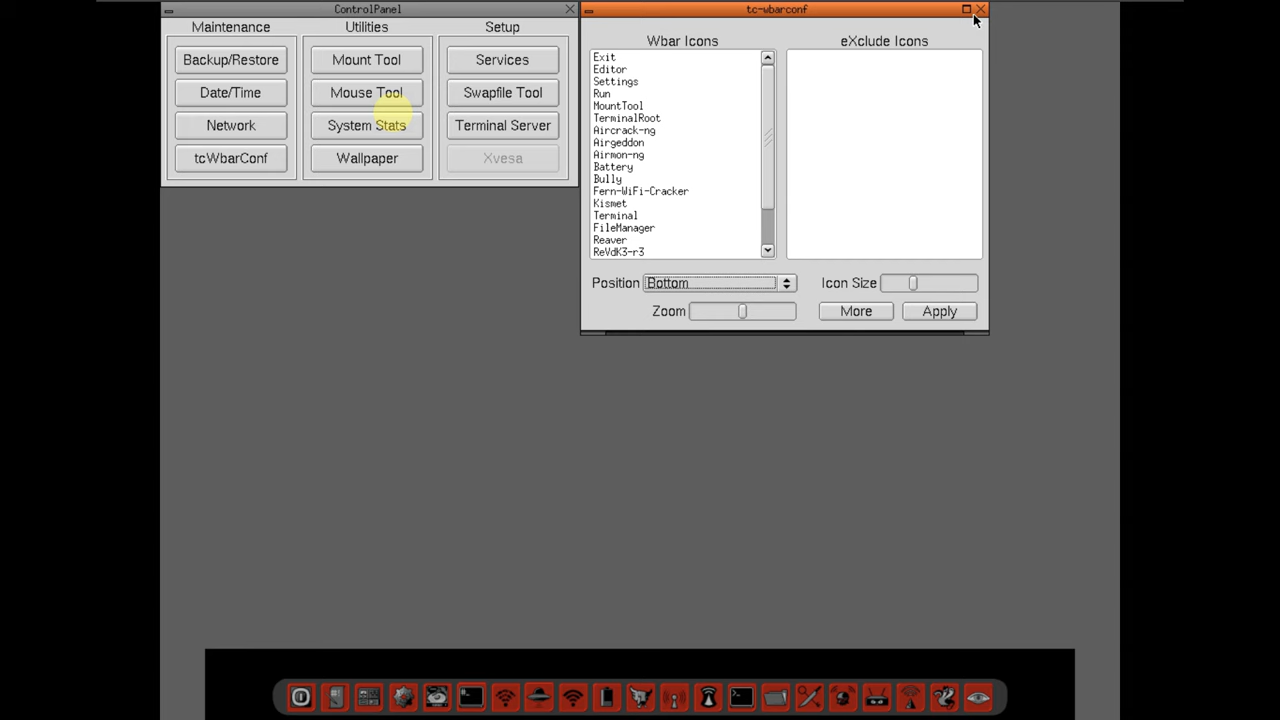 ControlPanel
Maintenance
Utilities
Setup
Backup/Restore
Mount Tool
Services
Date/Time
Mouse Tool
Swapfile Tool
Network
System Stats
Terminal Server
tcWbarConf
Wallpaper
Xvesa
tc-wbarconf
Wbar Icons
eXclude Icons
Exit
Editor
Settings
Run
MountTool
TerminalRoot
Aircrack-ng
Airgeddon
Airmon-ng
Battery
Bully
Fern-WiFi-Cracker
Kismet
Terminal
FileManager
Reaver
ReVdK3-r3
Position
Bottom
Icon Size
Zoom
More
Apply